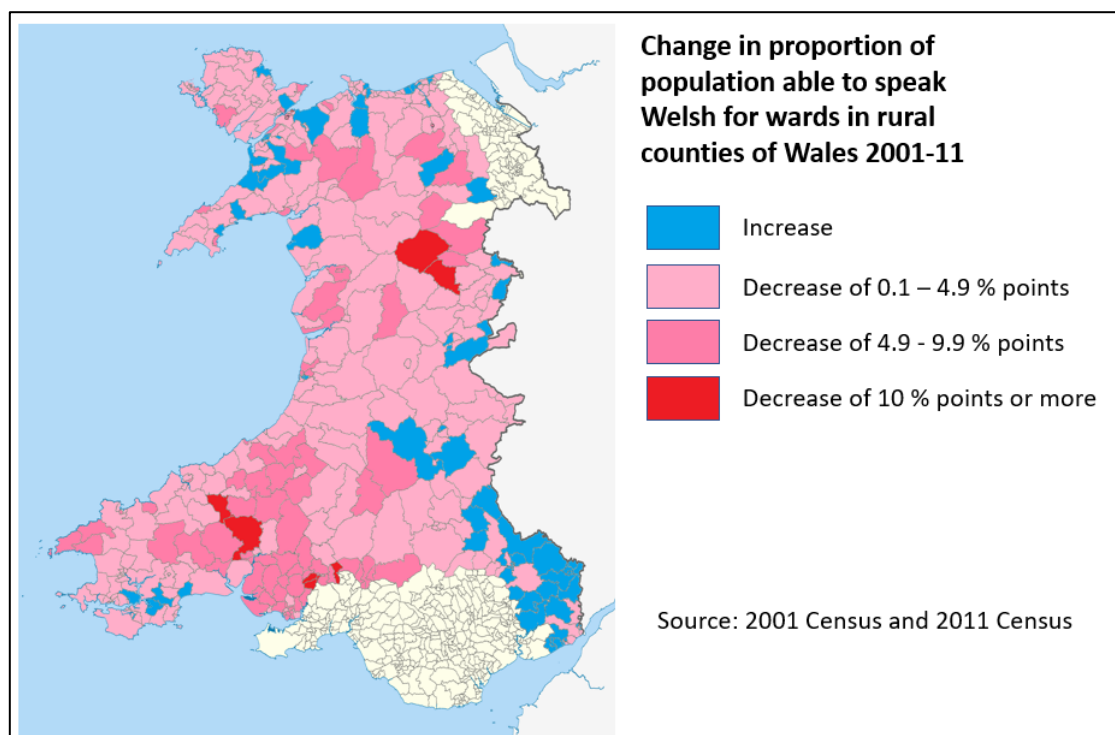 Change in proportion of
population able to speak
Welsh for wards in rural
counties of Wales 2001-11
Increase
Decrease of 0.1 – 4.9 % points
Decrease of 4.9 - 9.9 % points
Decrease of 10 % points or more
Source: 2001 Census and 2011 Census